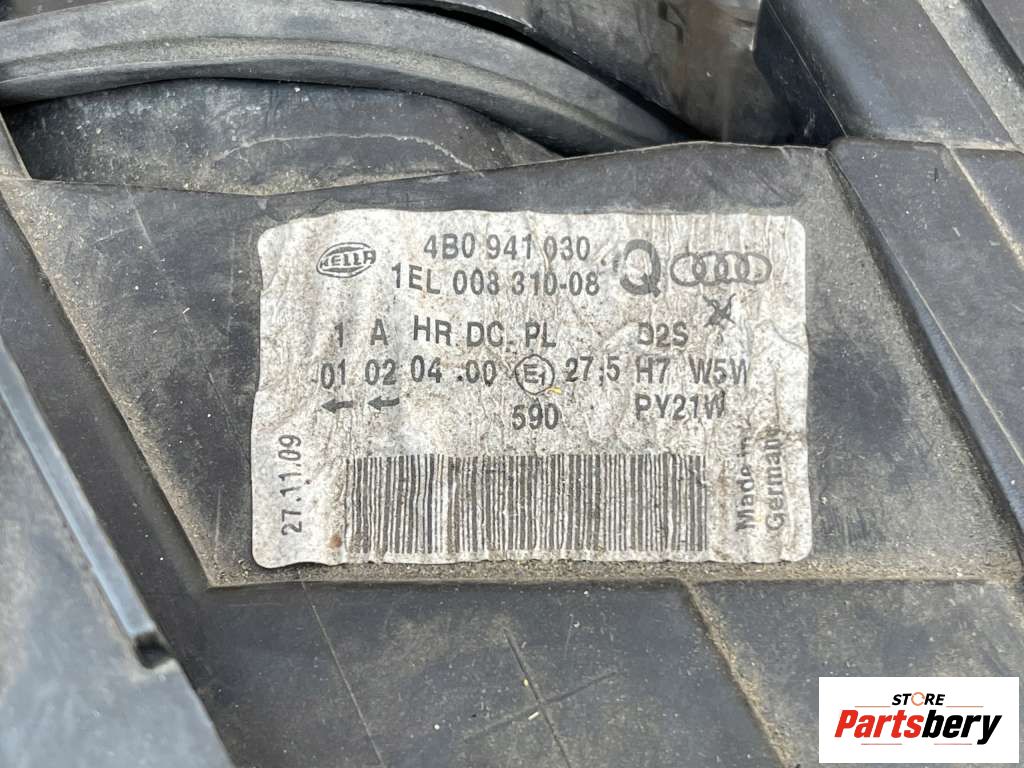 HELLA
4B0 941 030 Q
1EL 008 310-08
1 A HR DC PL D2S
01 02 04 00 E1 27,5 H7 W5W
590 PY21W
27.11.09
Made in
Germany
STORE
Partsbery